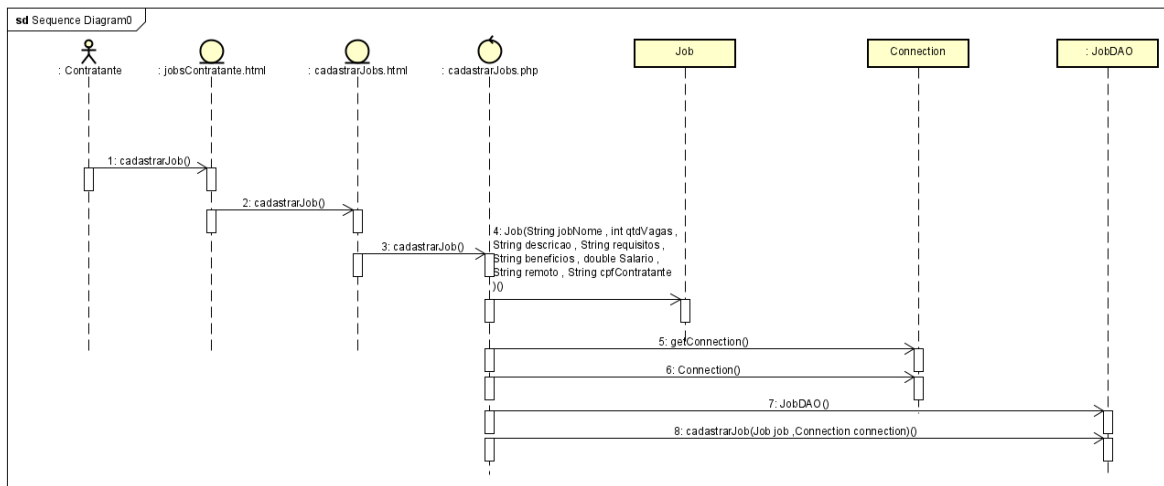 sd Sequence Diagram0
: Contratante
: jobsContratante.html
: cadastrarJobs.html
: cadastrarJobs.php
Job
Connection
: JobDAO
1: cadastrarJob()
2: cadastrarJob()
3: cadastrarJob()
4: Job(String jobNome , int qtdVagas ,
String descricao , String requisitos ,
String beneficios , double Salario ,
String remoto , String cpfContratante
)()
5: getConnection()
6: Connection()
7: JobDAO()
8: cadastrarJob(Job job ,Connection connection)()